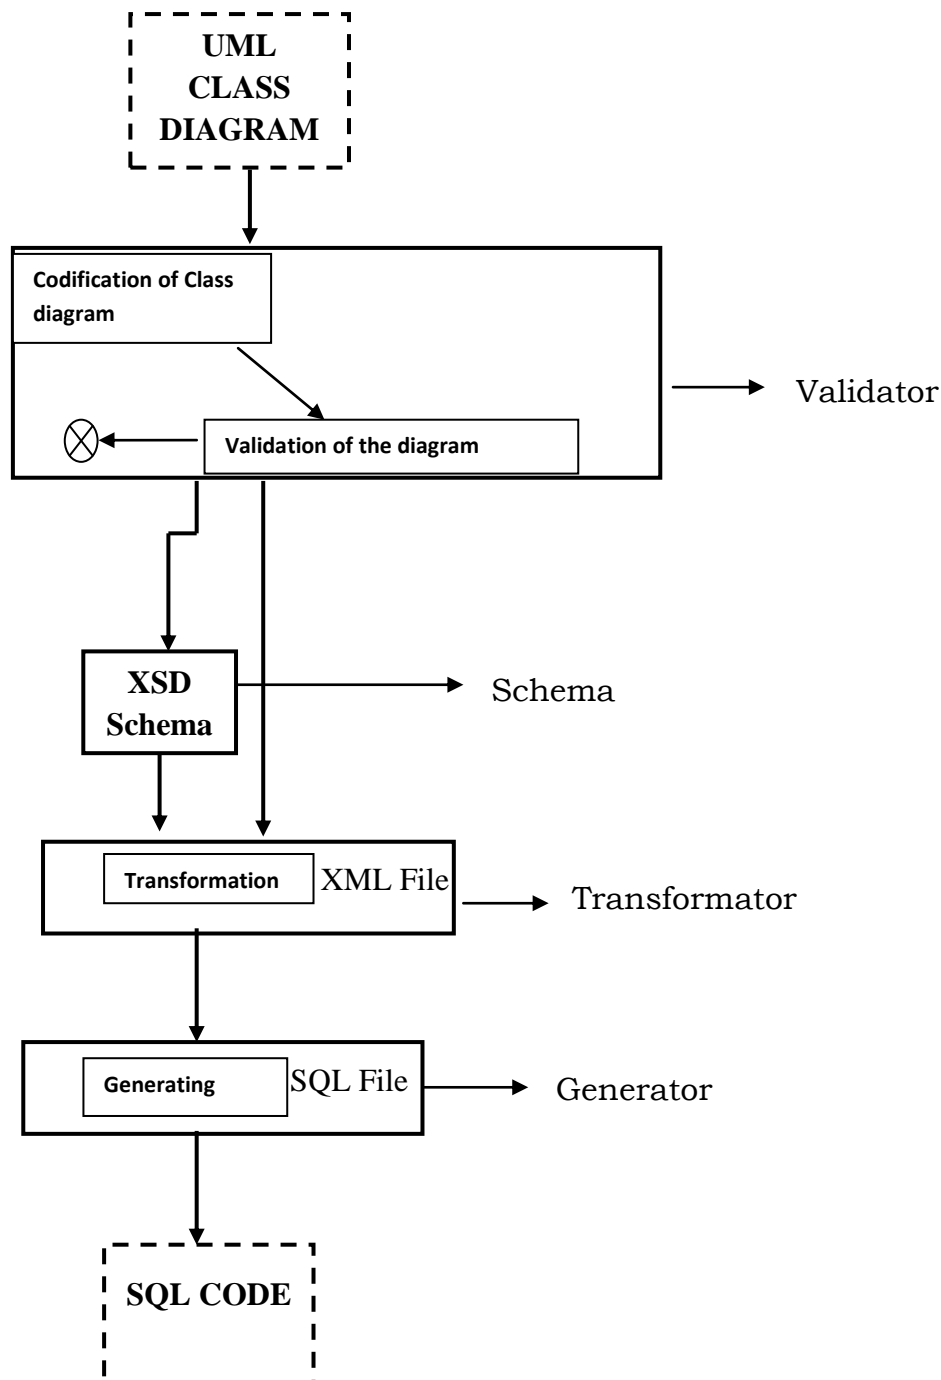 UML
CLASS
DIAGRAM
Codification of Class
diagram
Validator
Validation of the diagram
XSD
Schema
Schema
Transformation
XML File
Transformator
Generating
SQL File
Generator
SQL CODE